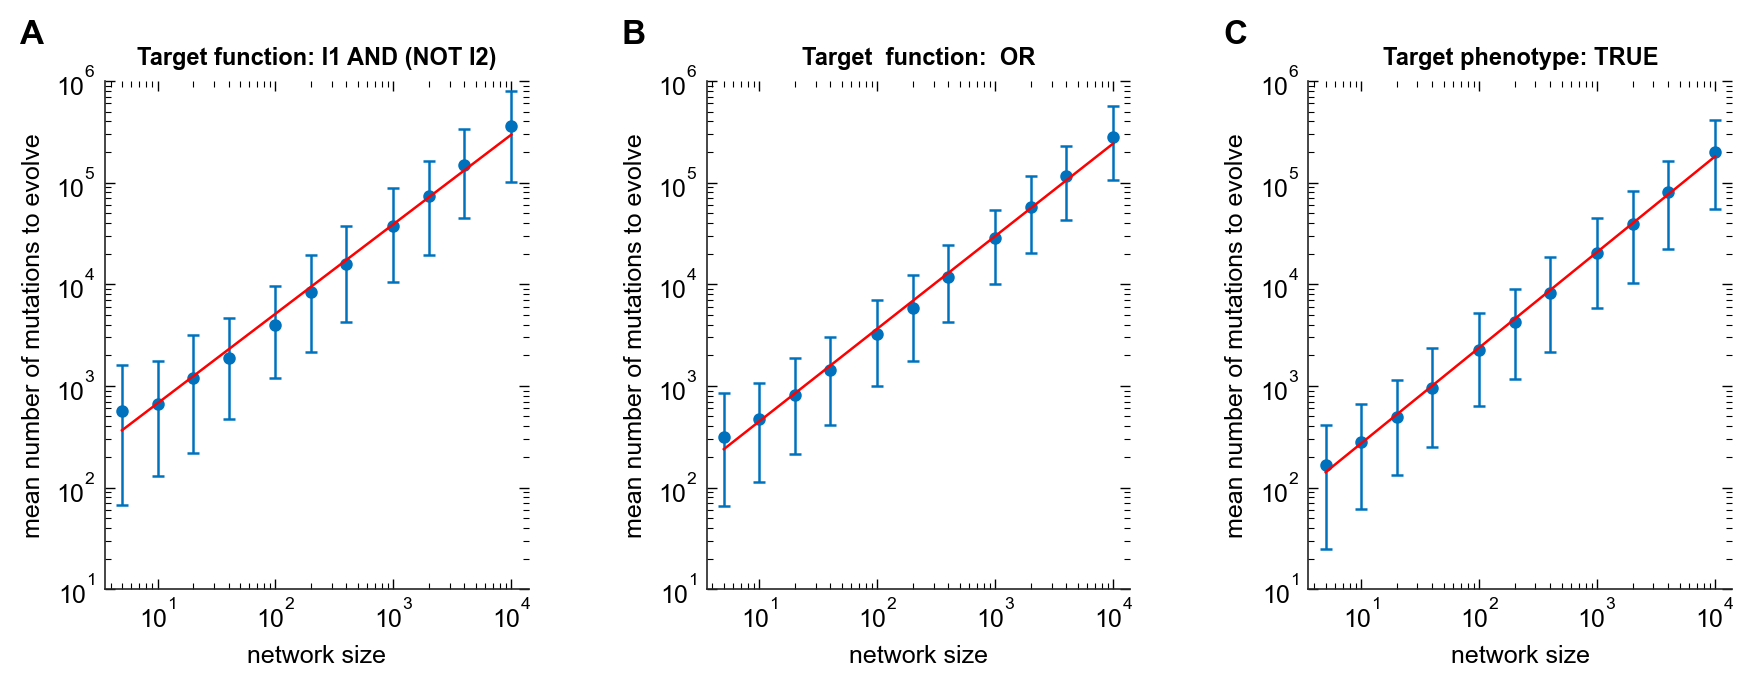 A
Target function: I1 AND (NOT I2)
mean number of mutations to evolve
10^6
10^5
10^4
10^3
10^2
10^1
10^1 10^2 10^3 10^4
network size
B
Target  function:  OR
mean number of mutations to evolve
10^6
10^5
10^4
10^3
10^2
10^1
10^1 10^2 10^3 10^4
network size
C
Target phenotype: TRUE
mean number of mutations to evolve
10^6
10^5
10^4
10^3
10^2
10^1
10^1 10^2 10^3 10^4
network size